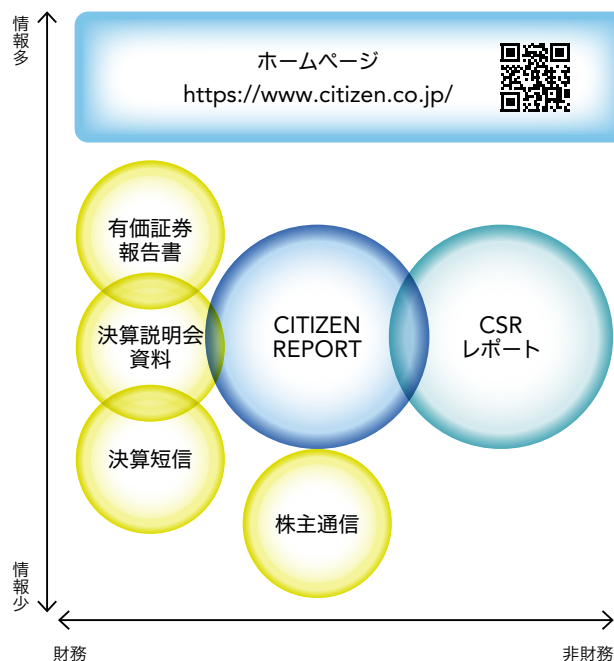 情報多
ホームページ
https://www.citizen.co.jp/
有価証券
報告書
決算説明会
資料
CITIZEN
REPORT
CSR
レポート
決算短信
株主通信
情報少
財務
非財務